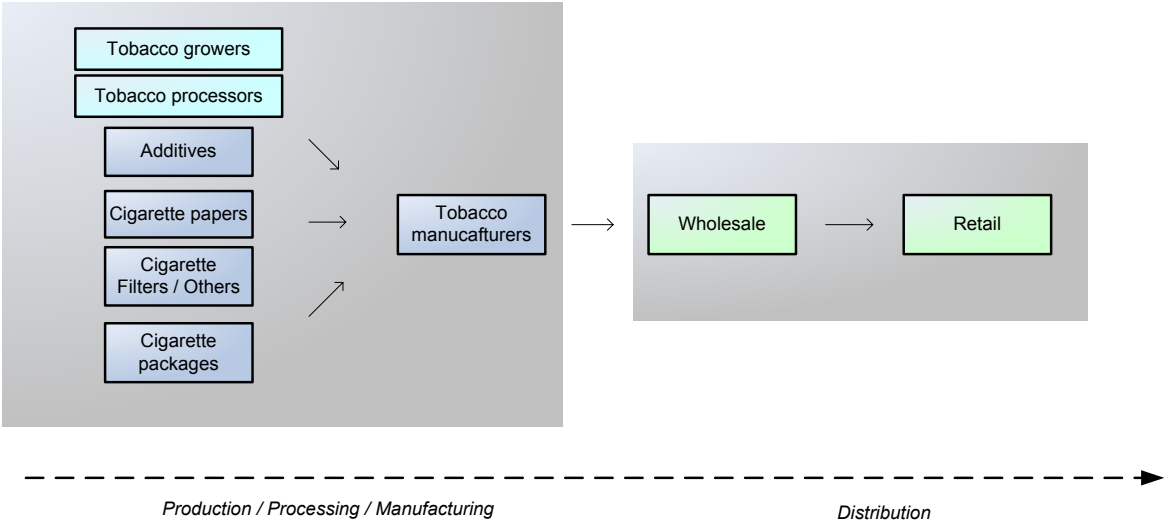 Tobacco growers
Tobacco processors
Additives
Cigarette papers
Cigarette
Filters / Others
Cigarette
packages
Tobacco
manucafturers
Wholesale
Retail
Production / Processing / Manufacturing
Distribution